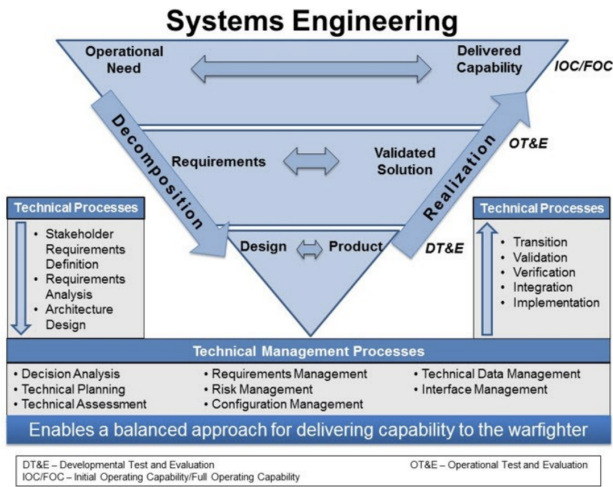 Systems Engineering
Operational Need
Delivered Capability
IOC/FOC
Decomposition
Realization
OT&E
Requirements
Validated Solution
DT&E
Design
Product
Technical Processes
• Stakeholder Requirements Definition
• Requirements Analysis
• Architecture Design
Technical Processes
• Transition
• Validation
• Verification
• Integration
• Implementation
Technical Management Processes
• Decision Analysis
• Technical Planning
• Technical Assessment
• Requirements Management
• Risk Management
• Configuration Management
• Technical Data Management
• Interface Management
Enables a balanced approach for delivering capability to the warfighter
DT&E – Developmental Test and Evaluation
OT&E – Operational Test and Evaluation
IOC/FOC – Initial Operating Capability/Full Operating Capability